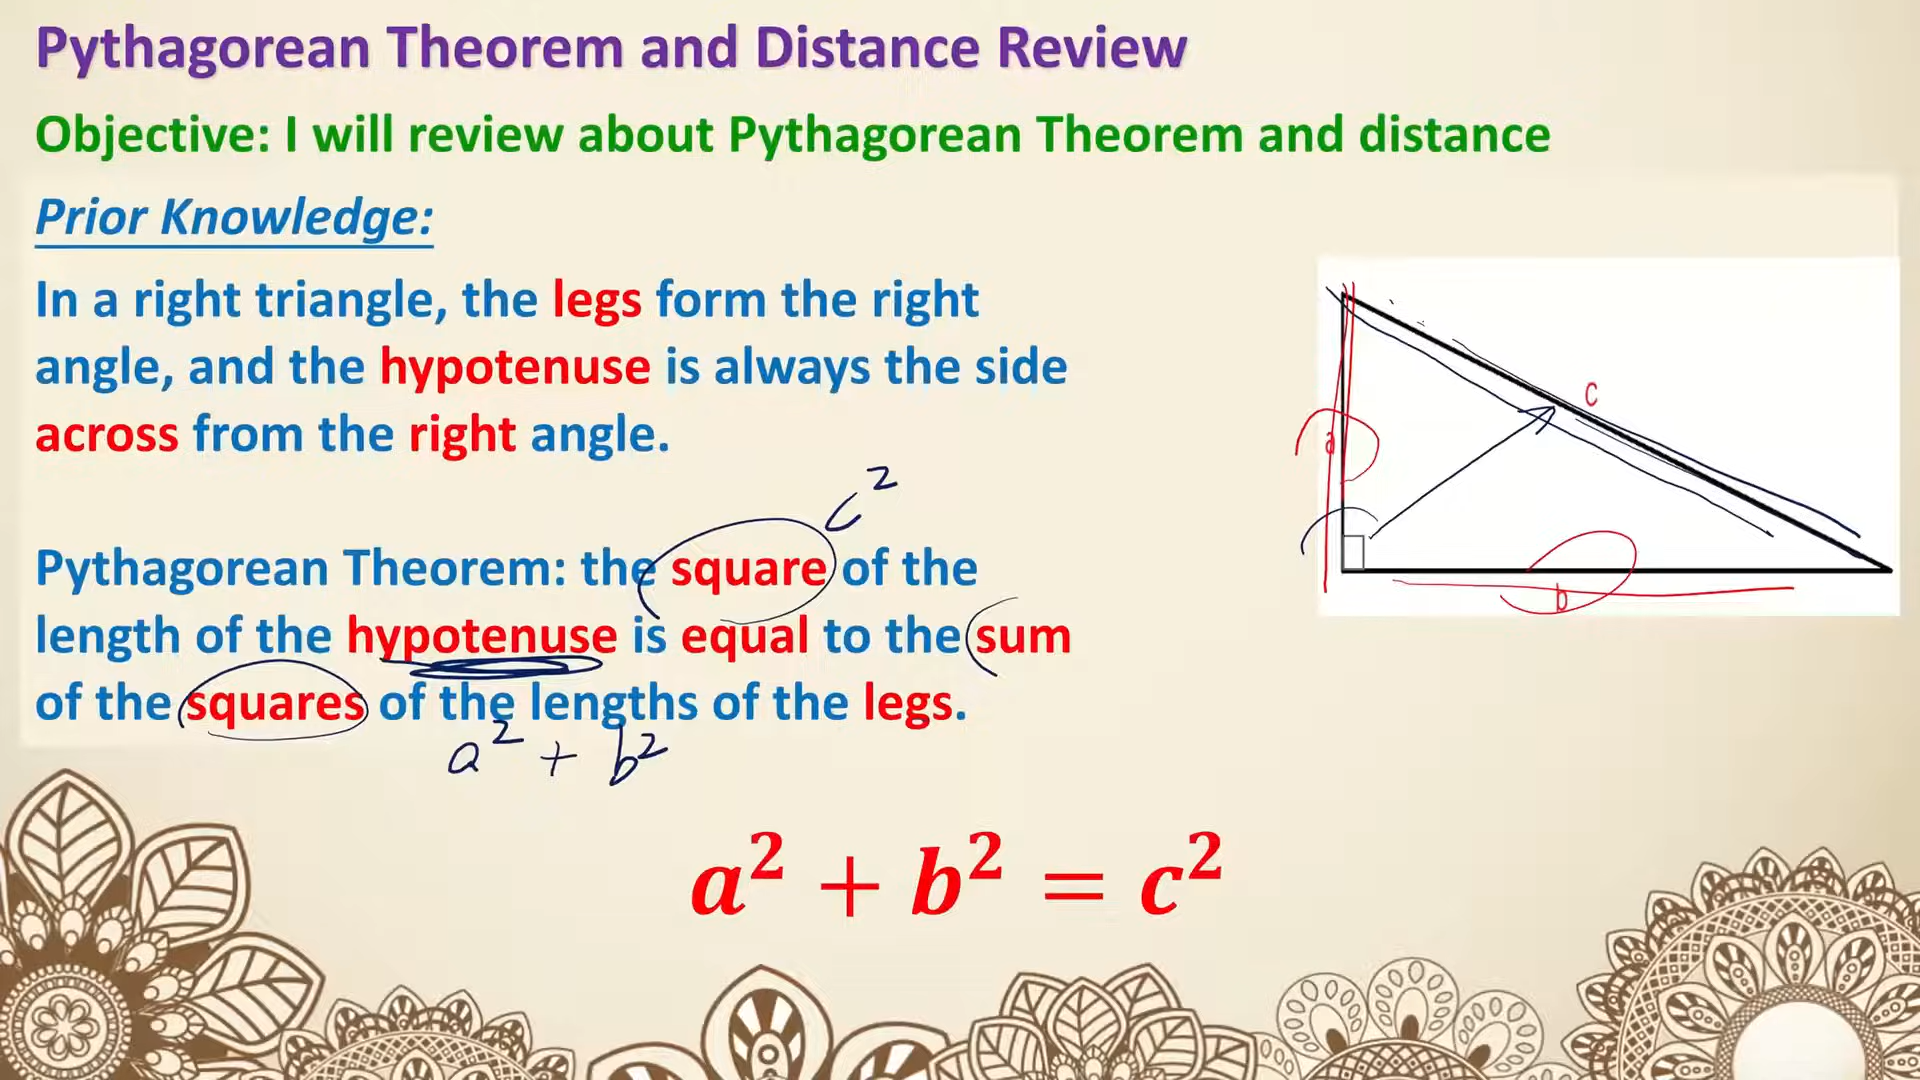 Pythagorean Theorem and Distance Review
Objective: I will review about Pythagorean Theorem and distance
Prior Knowledge:
In a right triangle, the legs form the right
angle, and the hypotenuse is always the side
across from the right angle.
c²
Pythagorean Theorem: the square of the
length of the hypotenuse is equal to the sum
of the squares of the lengths of the legs.
a² + b²
a² + b² = c²
c
a
b